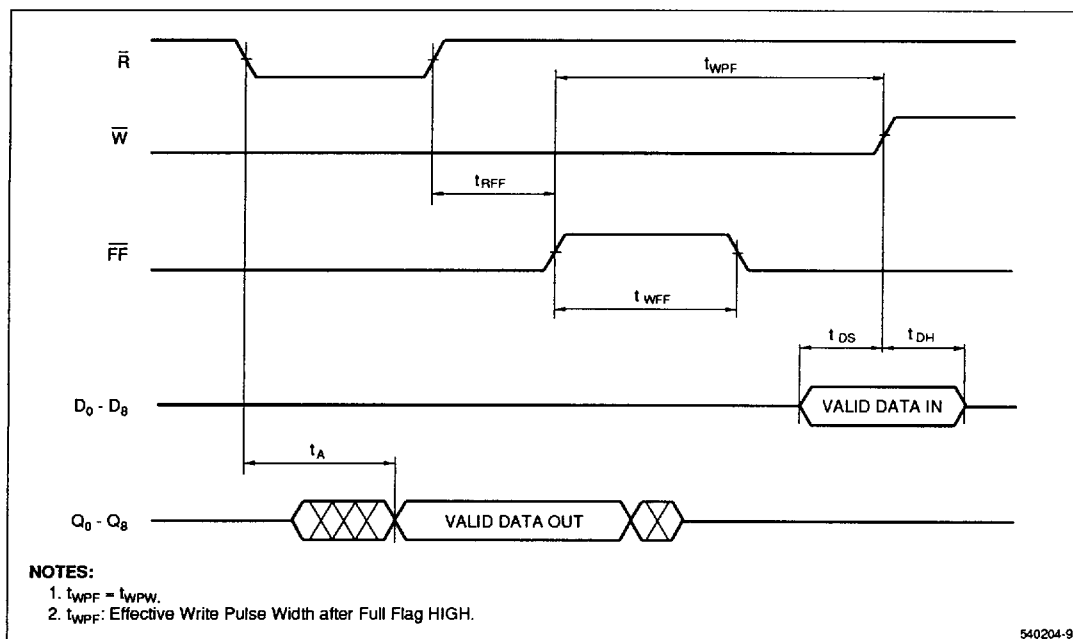 R̅
t_WPF
W̅
t_RFF
F̅F̅
t_WFF
t_DS t_DH
D₀ - D₈ VALID DATA IN
t_A
Q₀ - Q₈ VALID DATA OUT
NOTES:
1. t_WPF = t_WPW.
2. t_WPF: Effective Write Pulse Width after Full Flag HIGH.
540204-9